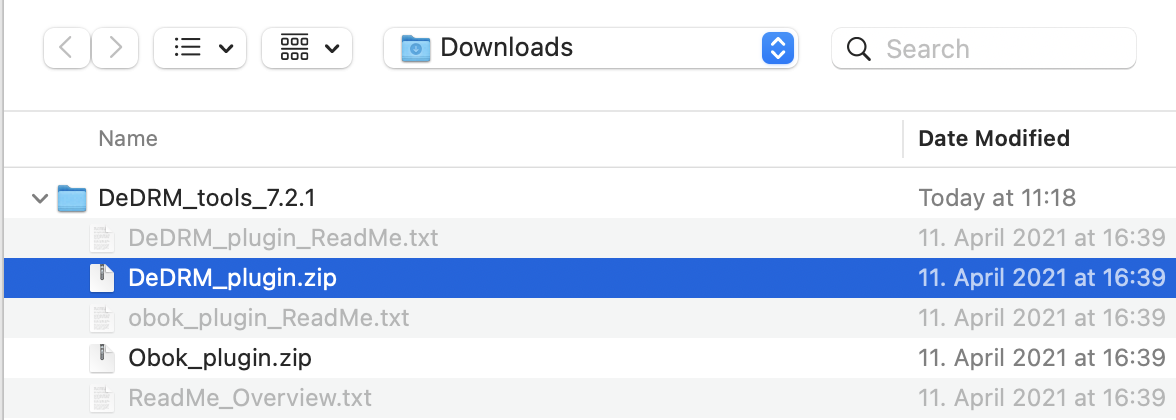 Downloads
Search
Name Date Modified
DeDRM_tools_7.2.1 Today at 11:18
DeDRM_plugin_ReadMe.txt 11. April 2021 at 16:39
DeDRM_plugin.zip 11. April 2021 at 16:39
obok_plugin_ReadMe.txt 11. April 2021 at 16:39
Obok_plugin.zip 11. April 2021 at 16:39
ReadMe_Overview.txt 11. April 2021 at 16:39